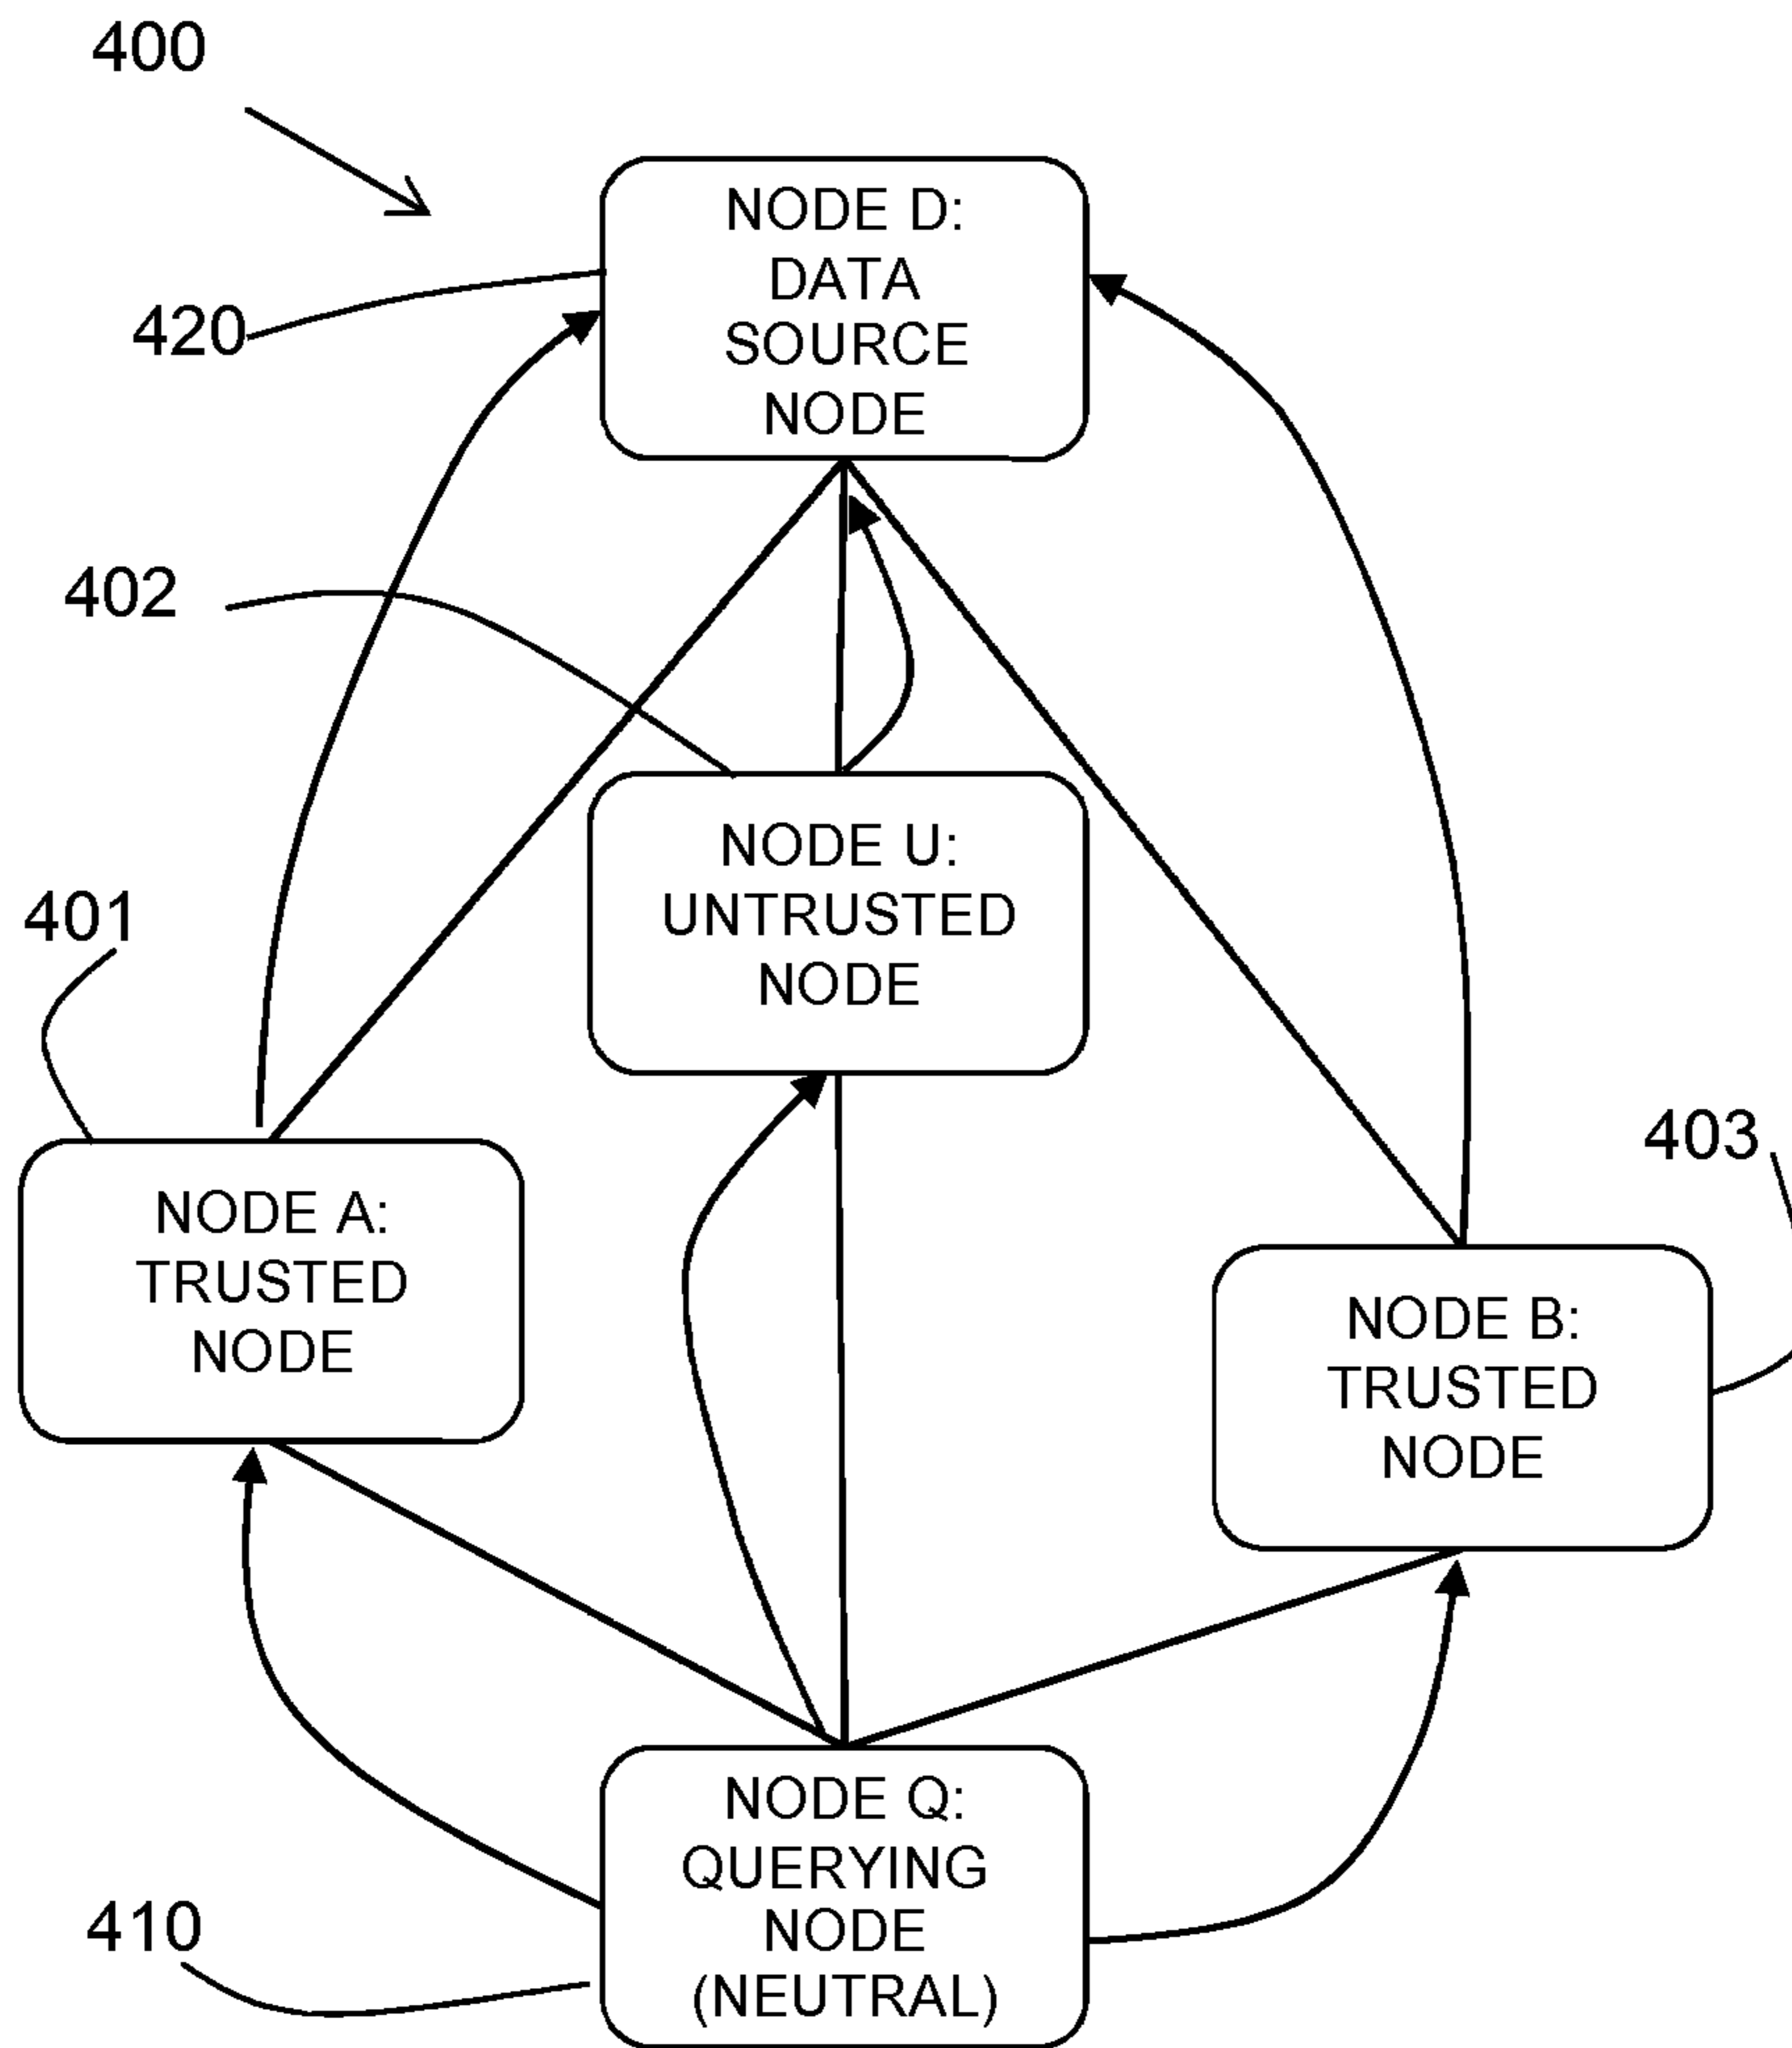 400
NODE D:
DATA
SOURCE
NODE
420
402
NODE U:
UNTRUSTED
NODE
401
403
NODE A:
TRUSTED
NODE
NODE B:
TRUSTED
NODE
NODE Q:
QUERYING
NODE
(NEUTRAL)
410